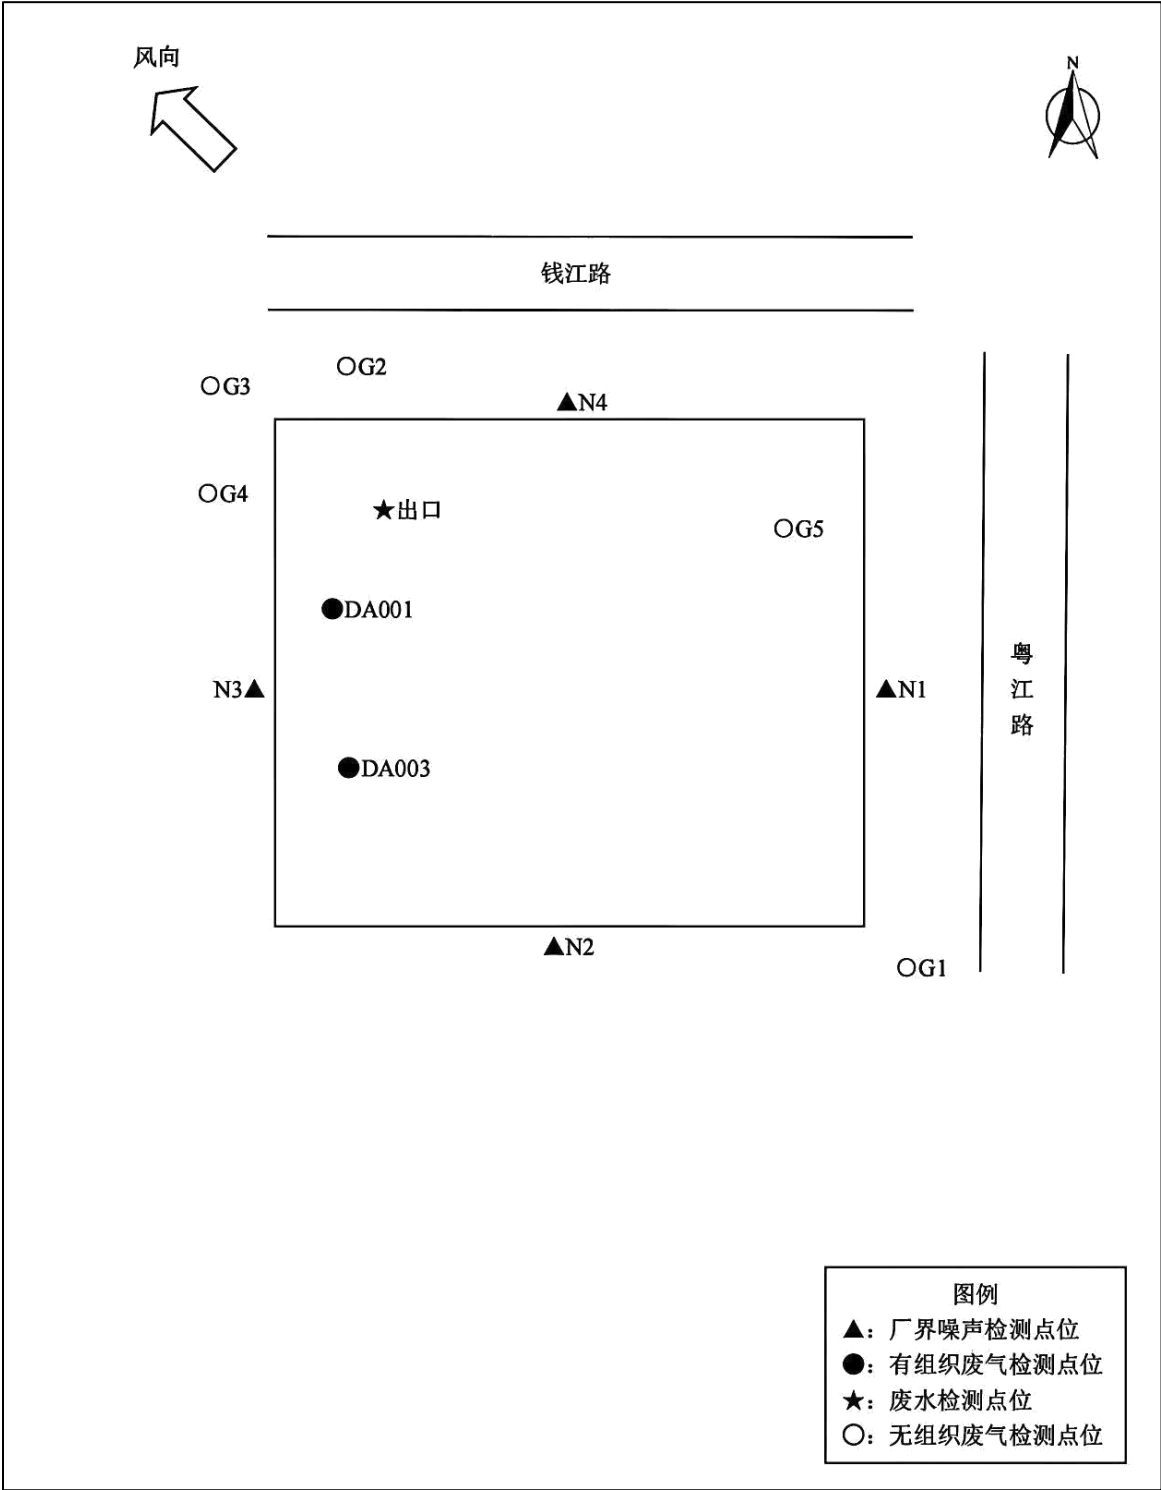 风向
N
钱江路
○G2
○G3
▲N4
○G4
★出口
○G5
●DA001
粤江路
N3▲
▲N1
●DA003
▲N2
○G1
图例
▲：厂界噪声检测点位
●：有组织废气检测点位
★：废水检测点位
○：无组织废气检测点位